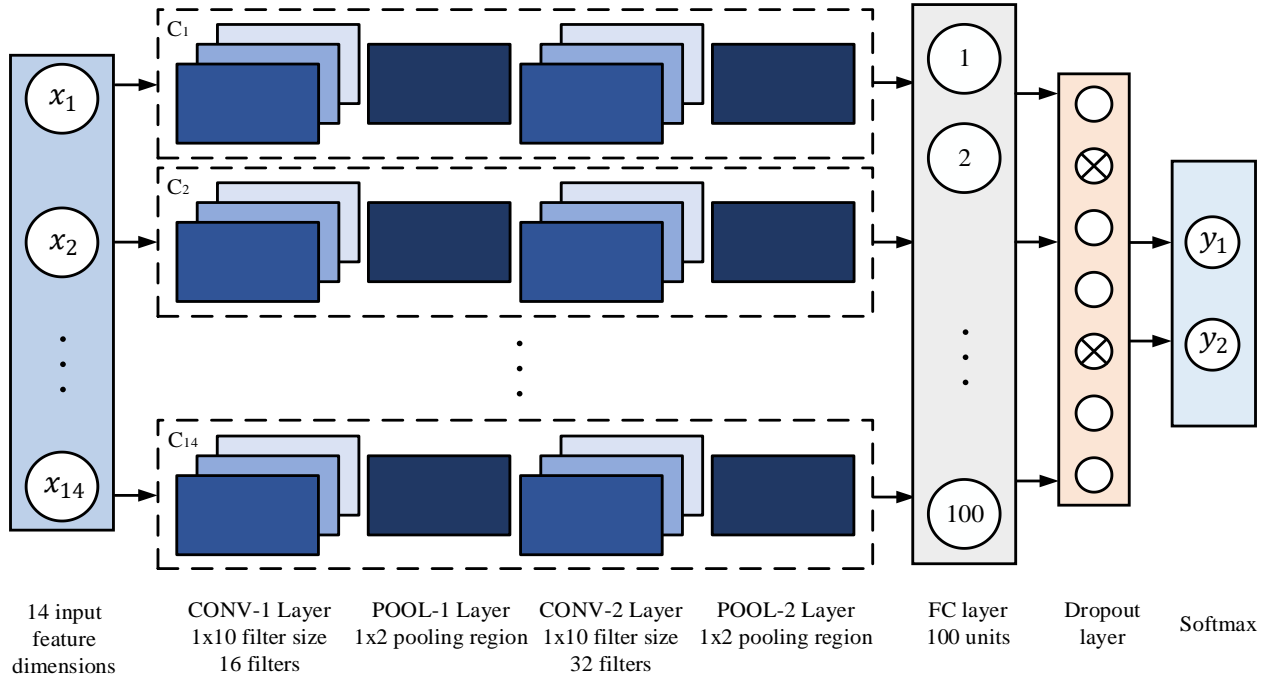 C1
x1
1
2
C2
x2
y1
y2
C14
x14
100
14 input
feature
dimensions
CONV-1 Layer
1x10 filter size
16 filters
POOL-1 Layer
1x2 pooling region
CONV-2 Layer
1x10 filter size
32 filters
POOL-2 Layer
1x2 pooling region
FC layer
100 units
Dropout
layer
Softmax